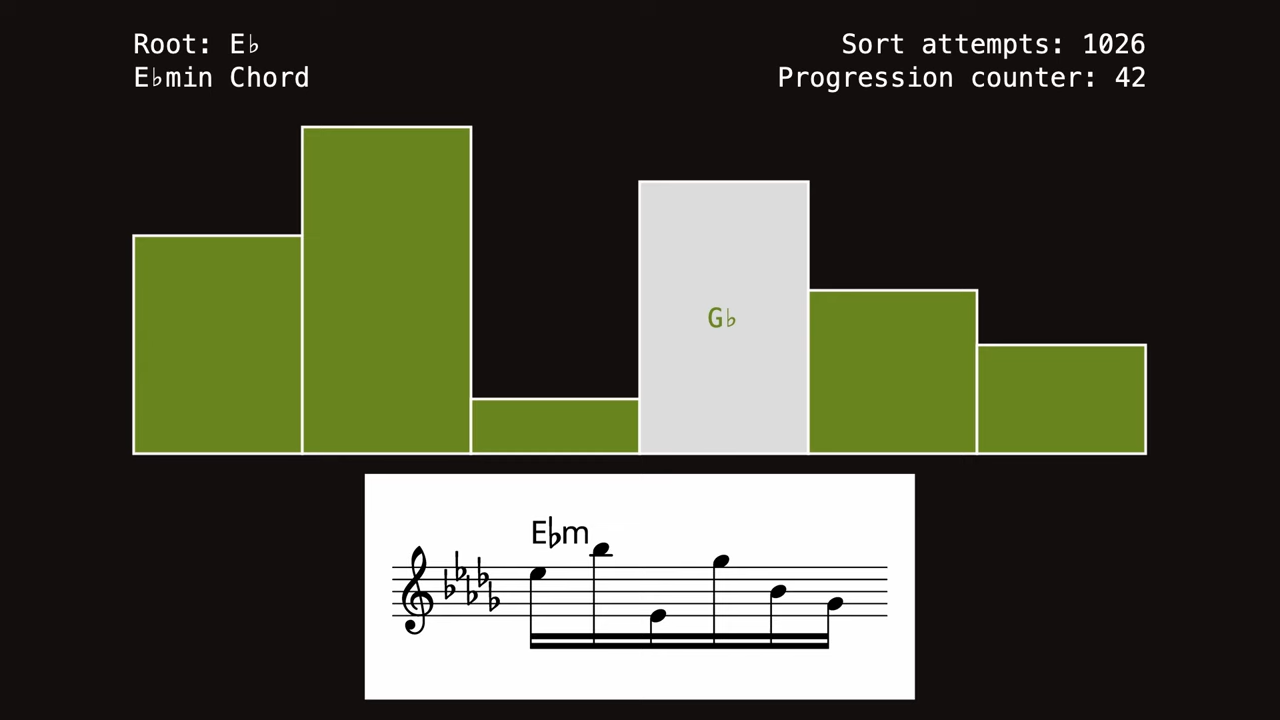 Root: E♭
E♭min Chord
Sort attempts: 1026
Progression counter: 42
G♭
E♭m